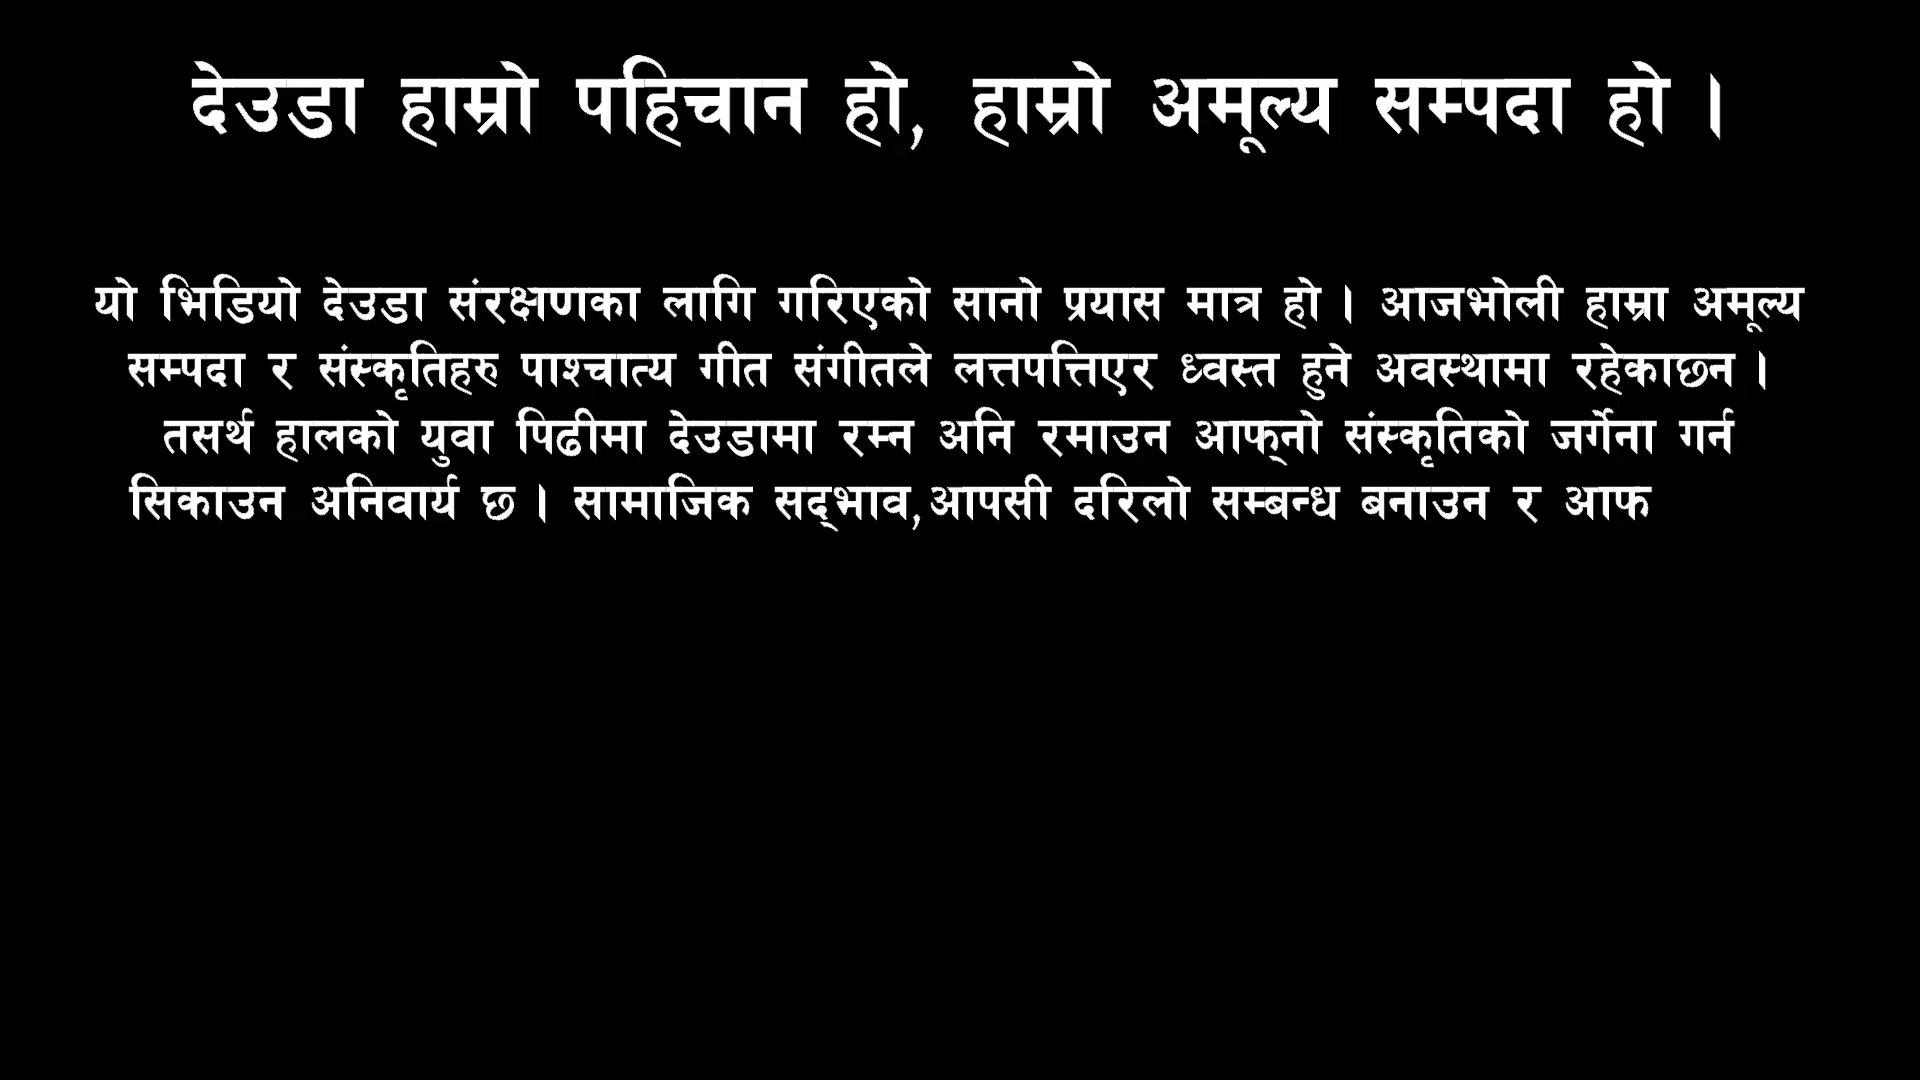 देउडा हाम्रो पहिचान हो, हाम्रो अमूल्य सम्पदा हो ।
यो भिडियो देउडा संरक्षणका लागि गरिएको सानो प्रयास मात्र हो । आजभोली हाम्रा अमूल्य
सम्पदा र संस्कृतिहरु पाश्चात्य गीत संगीतले लत्तपत्तिएर ध्वस्त हुने अवस्थामा रहेकाछन ।
तसर्थ हालको युवा पिढीमा देउडामा रम्न अनि रमाउन आफ्नो संस्कृतिको जर्गेना गर्न
सिकाउन अनिवार्य छ । सामाजिक सद्भाव,आपसी दरिलो सम्बन्ध बनाउन र आफ